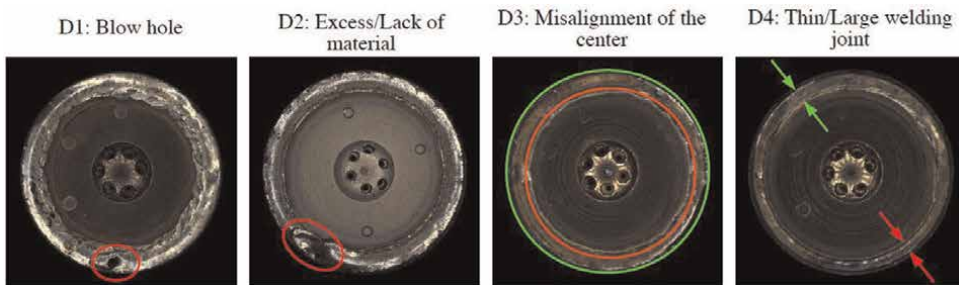 D1: Blow hole
D2: Excess/Lack of
material
D3: Misalignment of the
center
D4: Thin/Large welding
joint